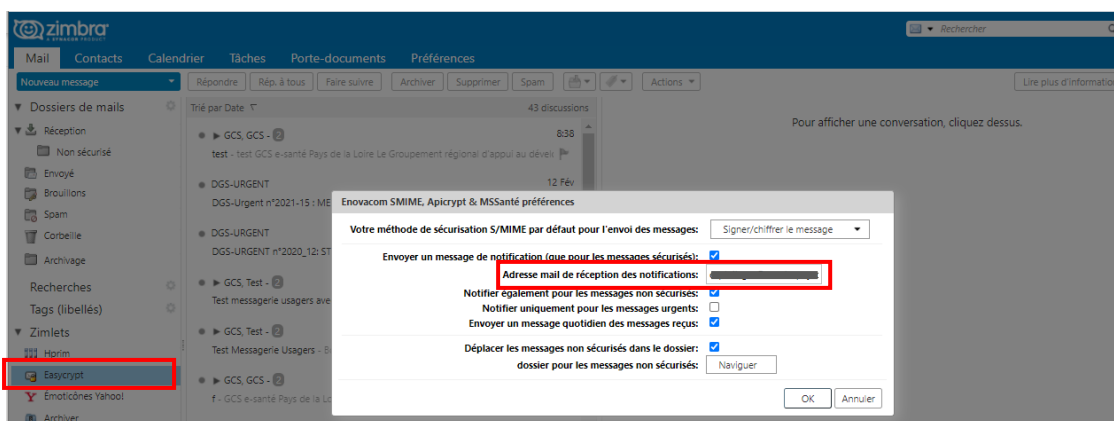 zimbra
A SYNACOR PRODUCT
Rechercher
Mail Contacts Calendrier Tâches Porte-documents Préférences
Nouveau message Répondre Rép. à tous Faire suivre Archiver Supprimer Spam Actions Lire plus d'information
Dossiers de mails Trié par Date 43 discussions
Pour afficher une conversation, cliquez dessus.
Réception GCS, GCS - 2 8:38
Non sécurisé test - test GCS e-santé Pays de la Loire Le Groupement régional d'appui au dévelo
Envoyé DGS-URGENT 12 Fév
Brouillons DGS-Urgent n°2021-15 : ME
Spam
Corbeille DGS-URGENT
DGS-URGENT n°2020_12: ST
Archivage
Recherches GCS, Test - 2
Tags (libellés) Test messagerie usagers ave
Zimlets GCS, Test - 2
Horim Test Messagerie Usagers -
Easycrypt GCS, GCS - 2
Émoticônes Yahoo! f - GCS e-santé Pays de la Lo
Archiver
Enovacom SMIME, Apicrypt & MSSanté préférences
Votre méthode de sécurisation S/MIME par défaut pour l'envoi des messages: Signer/chiffrer le message
Envoyer un message de notification (que pour les messages sécurisés):
Adresse mail de réception des notifications:
Notifier également pour les messages non sécurisés:
Notifier uniquement pour les messages urgents:
Envoyer un message quotidien des messages reçus:
Déplacer les messages non sécurisés dans le dossier:
dossier pour les messages non sécurisés: Naviguer
OK Annuler